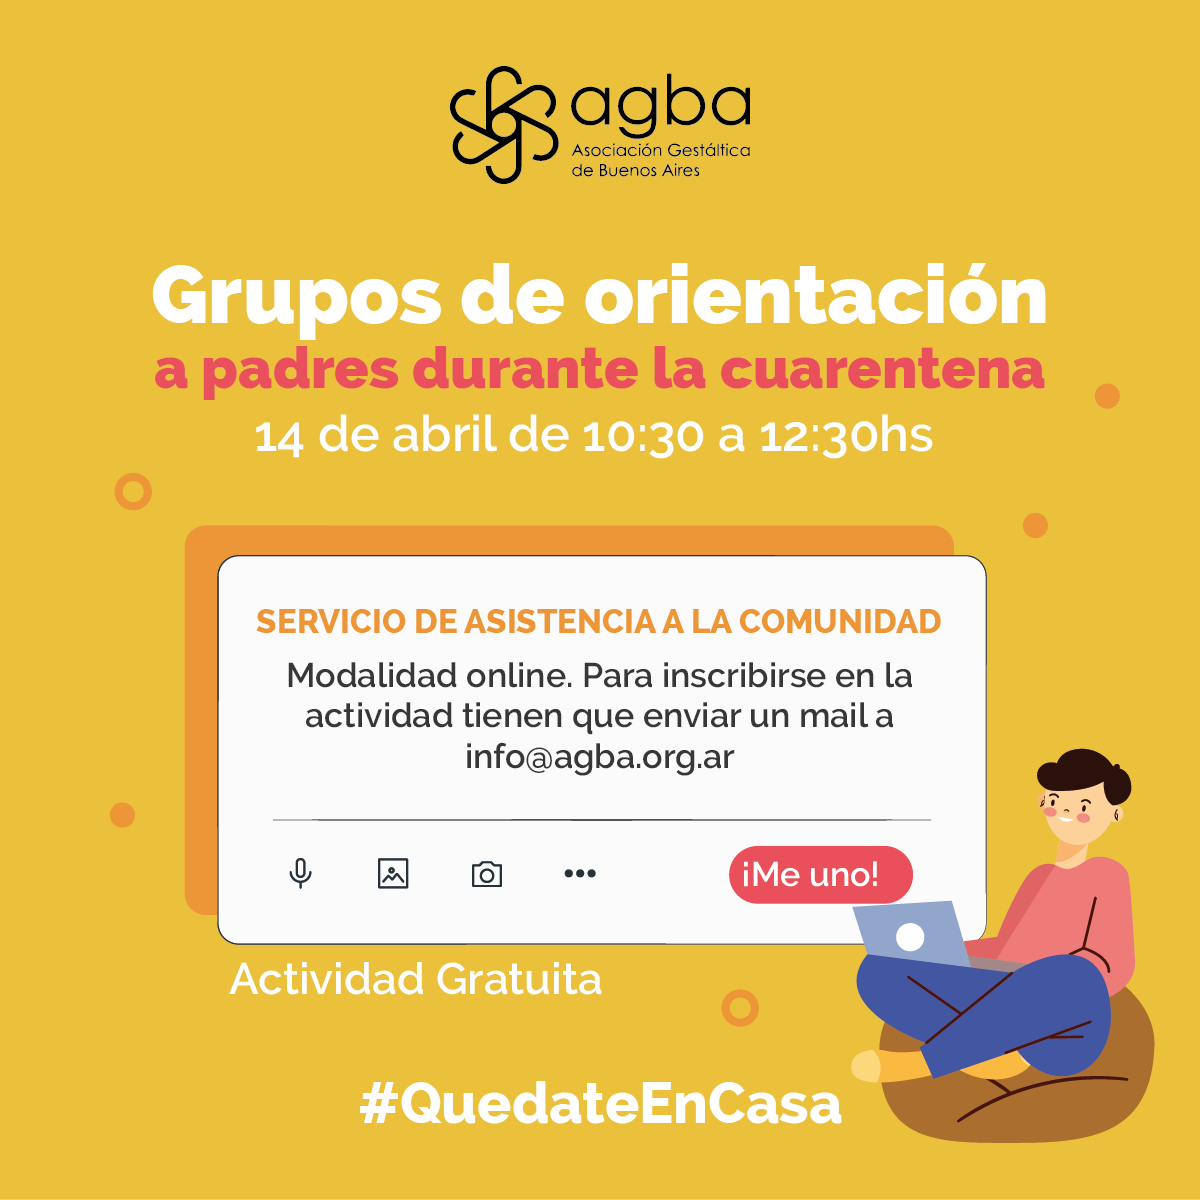 agba
Asociación Gestáltica
de Buenos Aires
Grupos de orientación
a padres durante la cuarentena
14 de abril de 10:30 a 12:30hs
SERVICIO DE ASISTENCIA A LA COMUNIDAD
Modalidad online. Para inscribirse en la
actividad tienen que enviar un mail a
info@agba.org.ar
¡Me uno!
Actividad Gratuita
#QuedateEnCasa